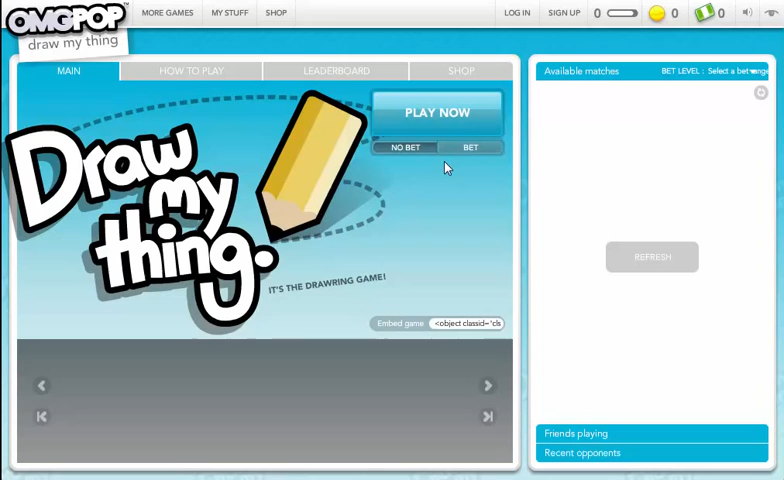 OMGPOP
draw my thing
MORE GAMES
MY STUFF
SHOP
LOG IN
SIGN UP
0
0
0
MAIN
HOW TO PLAY
LEADERBOARD
SHOP
PLAY NOW
NO BET
BET
Draw
my
thing.
IT'S THE DRAWRING GAME!
Embed game
<object classid="cls
Available matches
BET LEVEL : Select a bet range
REFRESH
Friends playing
Recent opponents